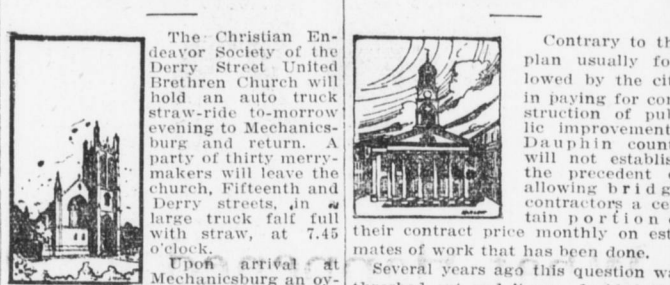 The Christian En-
deavor Society of the
Derry Street United
Brethren Church will
hold an auto truck
straw-ride to-morrow
evening to Mechanics-
burg and return. A
party of thirty merry-
makers will leave the
church, Fifteenth and
Derry streets, in a
large truck falf full
with straw, at 7.45
o'clock.
Upon arrival at
Mechanicsburg an oy-
Contrary to th
plan usually fo
lowed by the cit
in paying for con
struction of pub
lic improvemen
Dauphin count
will not establis
the precedent o
allowing bridg
contractors a ce
tain portion
their contract price monthly on est
mates of work that has been done.
Several years ago this question wa